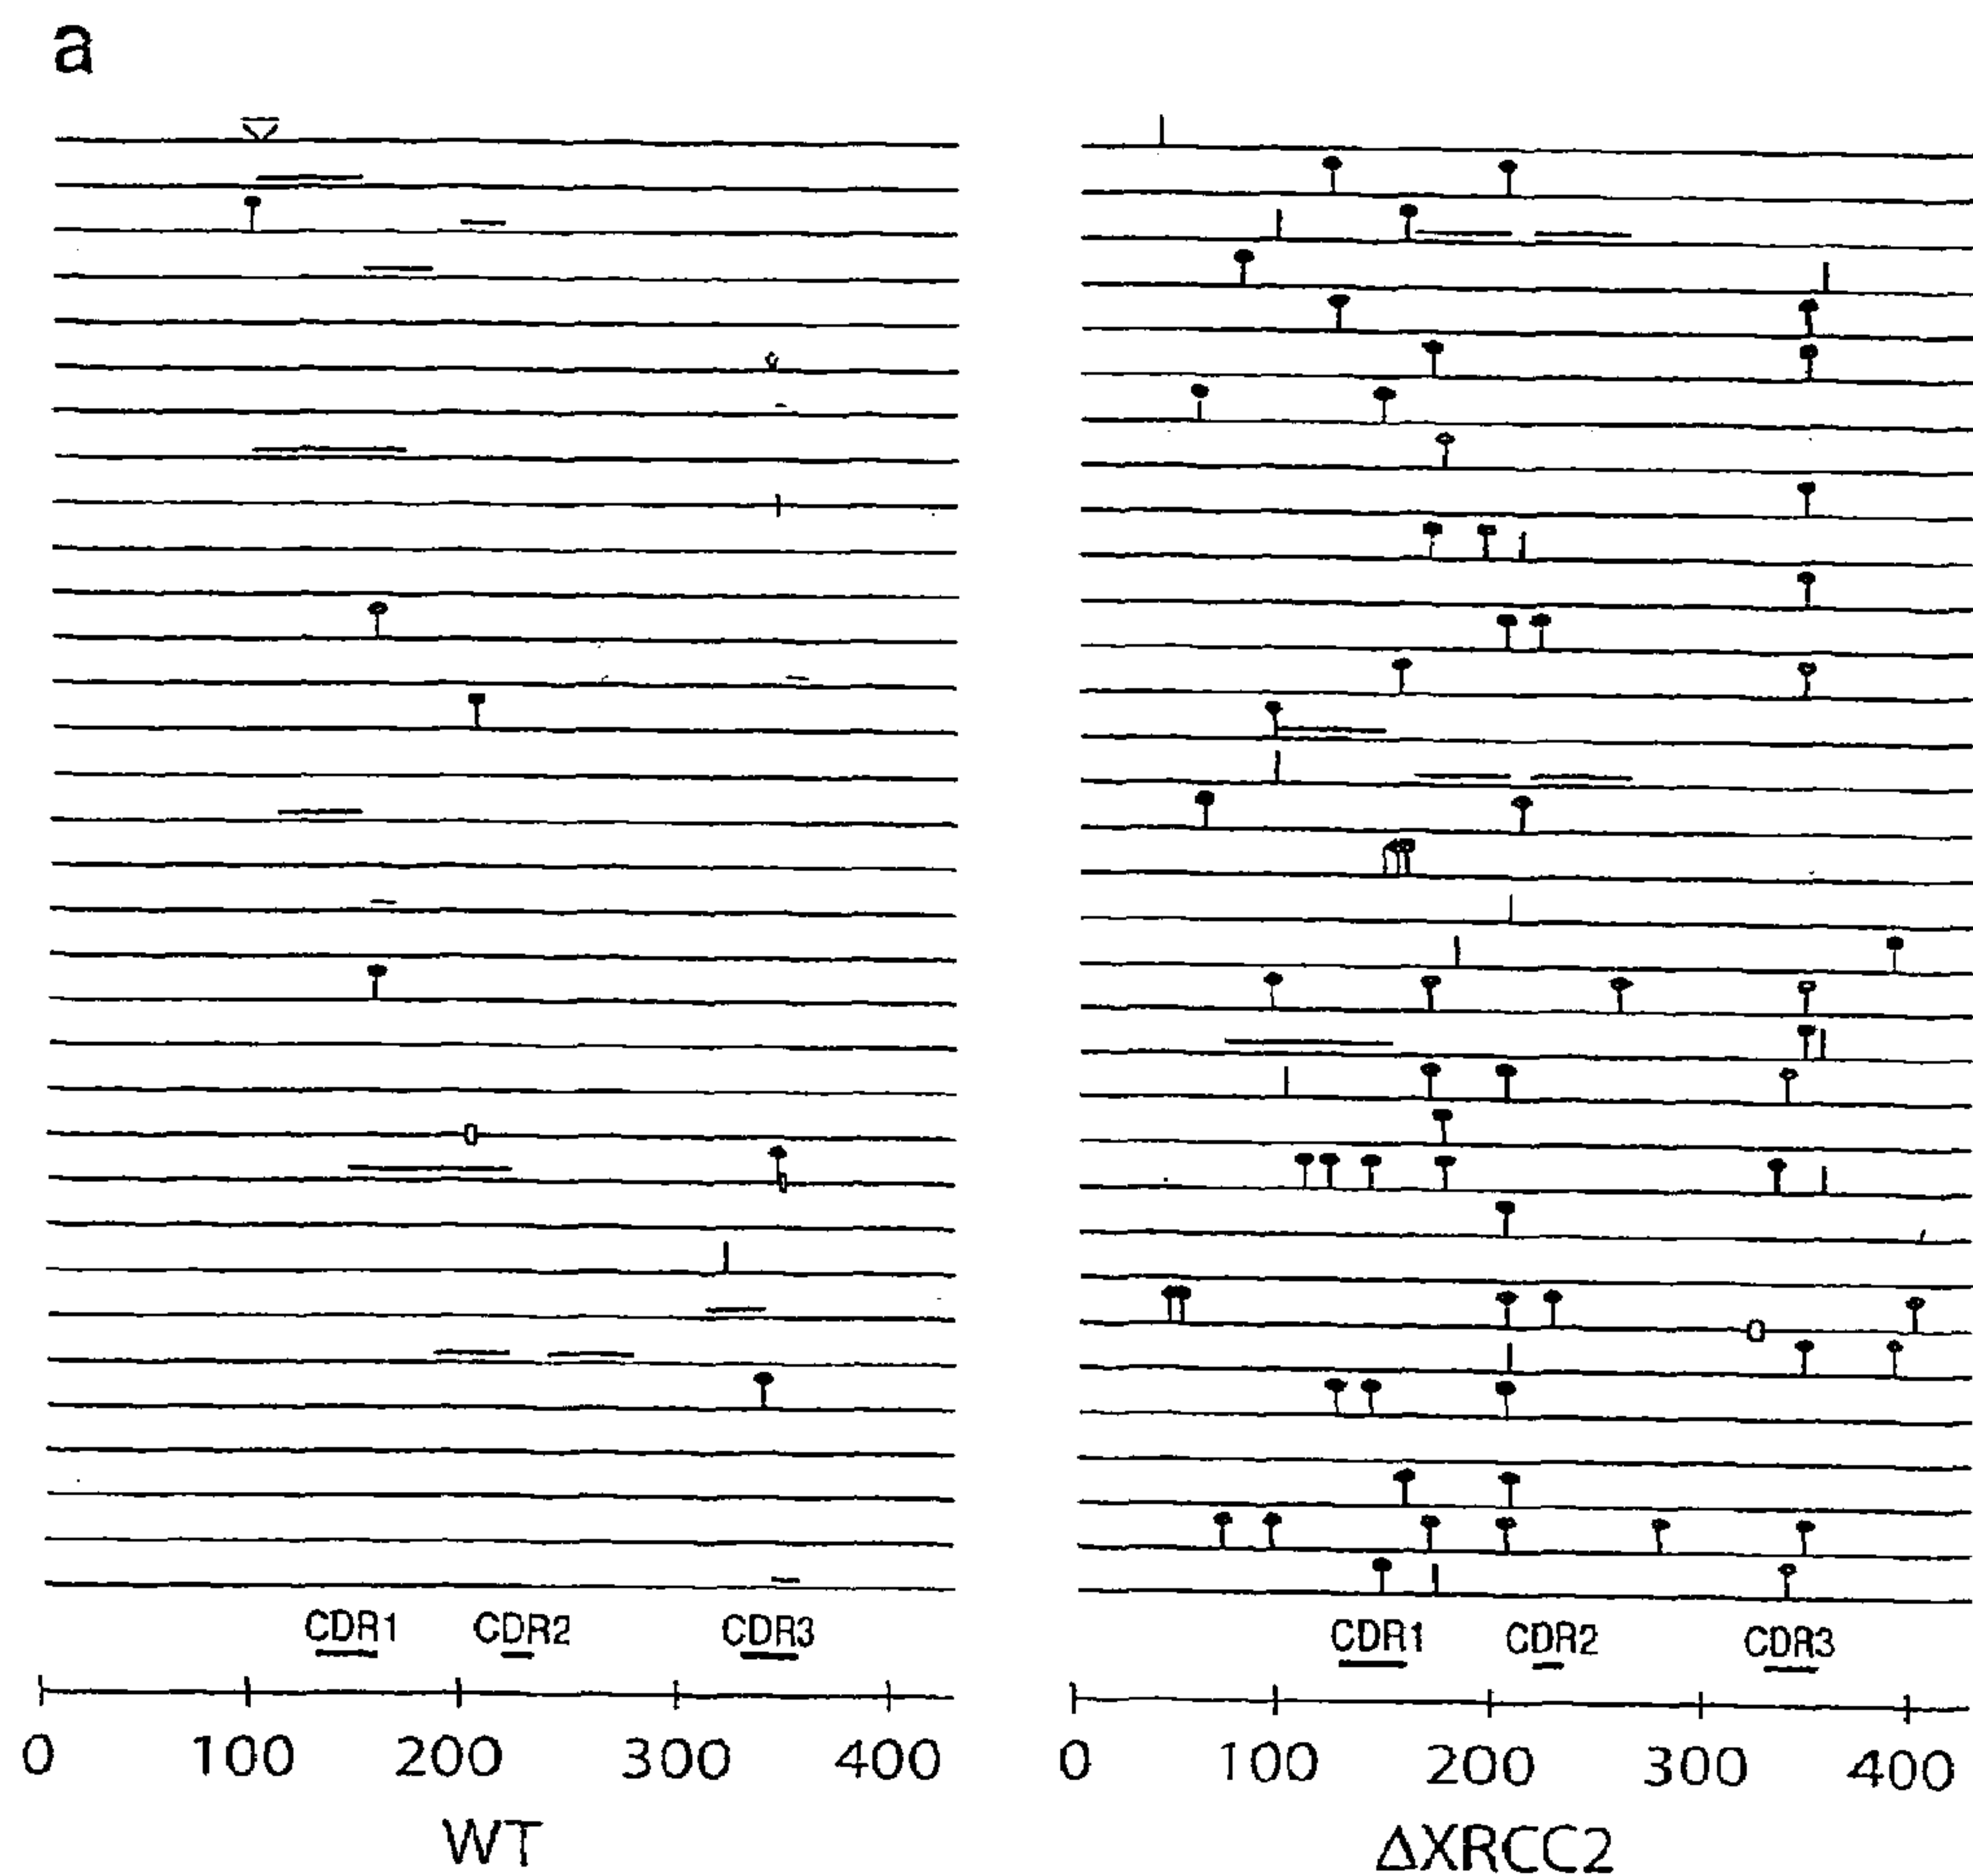 a
CDR1 CDR2 CDR3 CDR1 CDR2 CDR3
0 100 200 300 400 0 100 200 300 400
WT ΔXRCC2